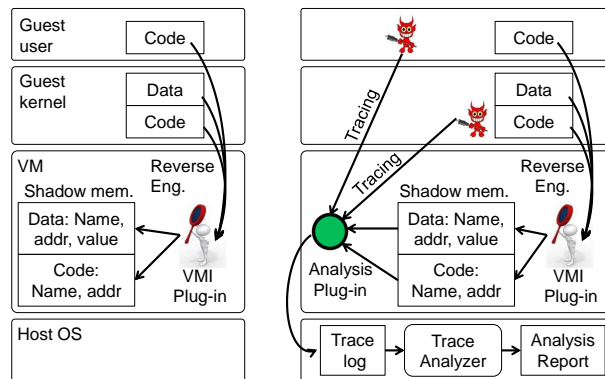 Guest
user
Code
Guest
kernel
Data
Code
VM
Reverse
Eng.
Shadow mem.
Data: Name,
addr, value
Code:
Name, addr
VMI
Plug-in
Host OS
Code
Data
Code
Tracing
Tracing
Reverse
Eng.
Shadow mem.
Data: Name,
addr, value
Code:
Name, addr
Analysis
Plug-in
VMI
Plug-in
Trace
log
Trace
Analyzer
Analysis
Report